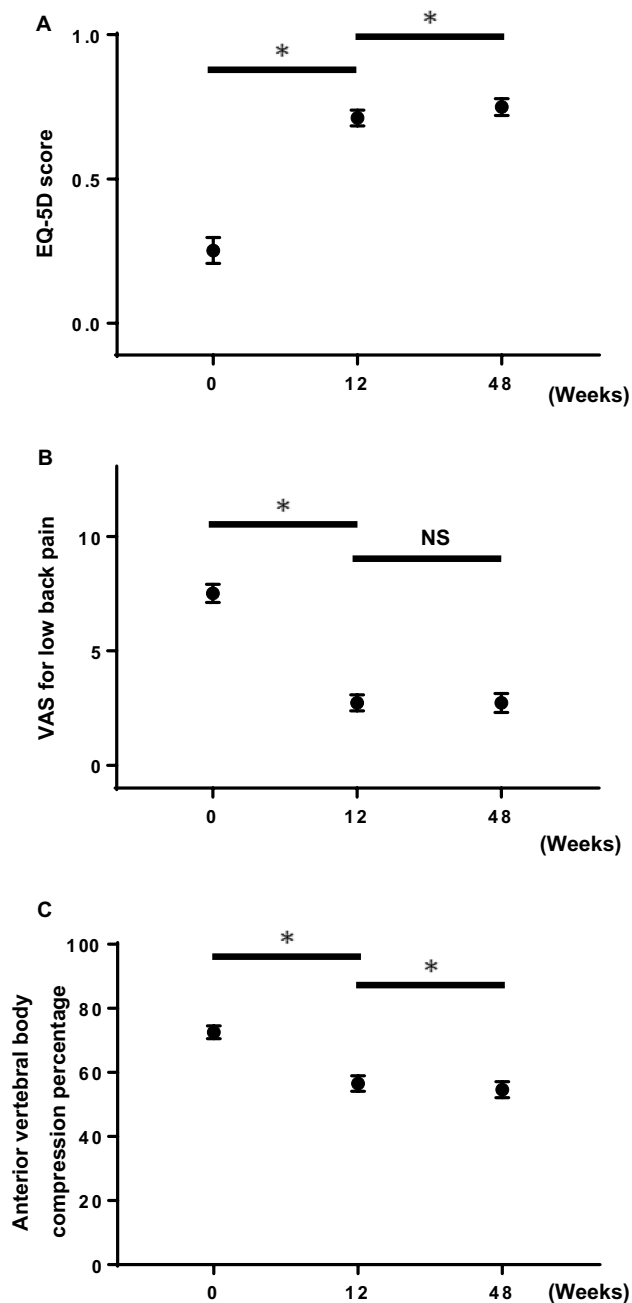 A
EQ-5D score
1.0
0.5
0.0
*
*
0 12 48 (Weeks)
B
VAS for low back pain
10
5
0
*
NS
0 12 48
(Weeks)
C
Anterior vertebral body
compression percentage
100
80
60
40
20
0
*
*
0 12 48 (Weeks)